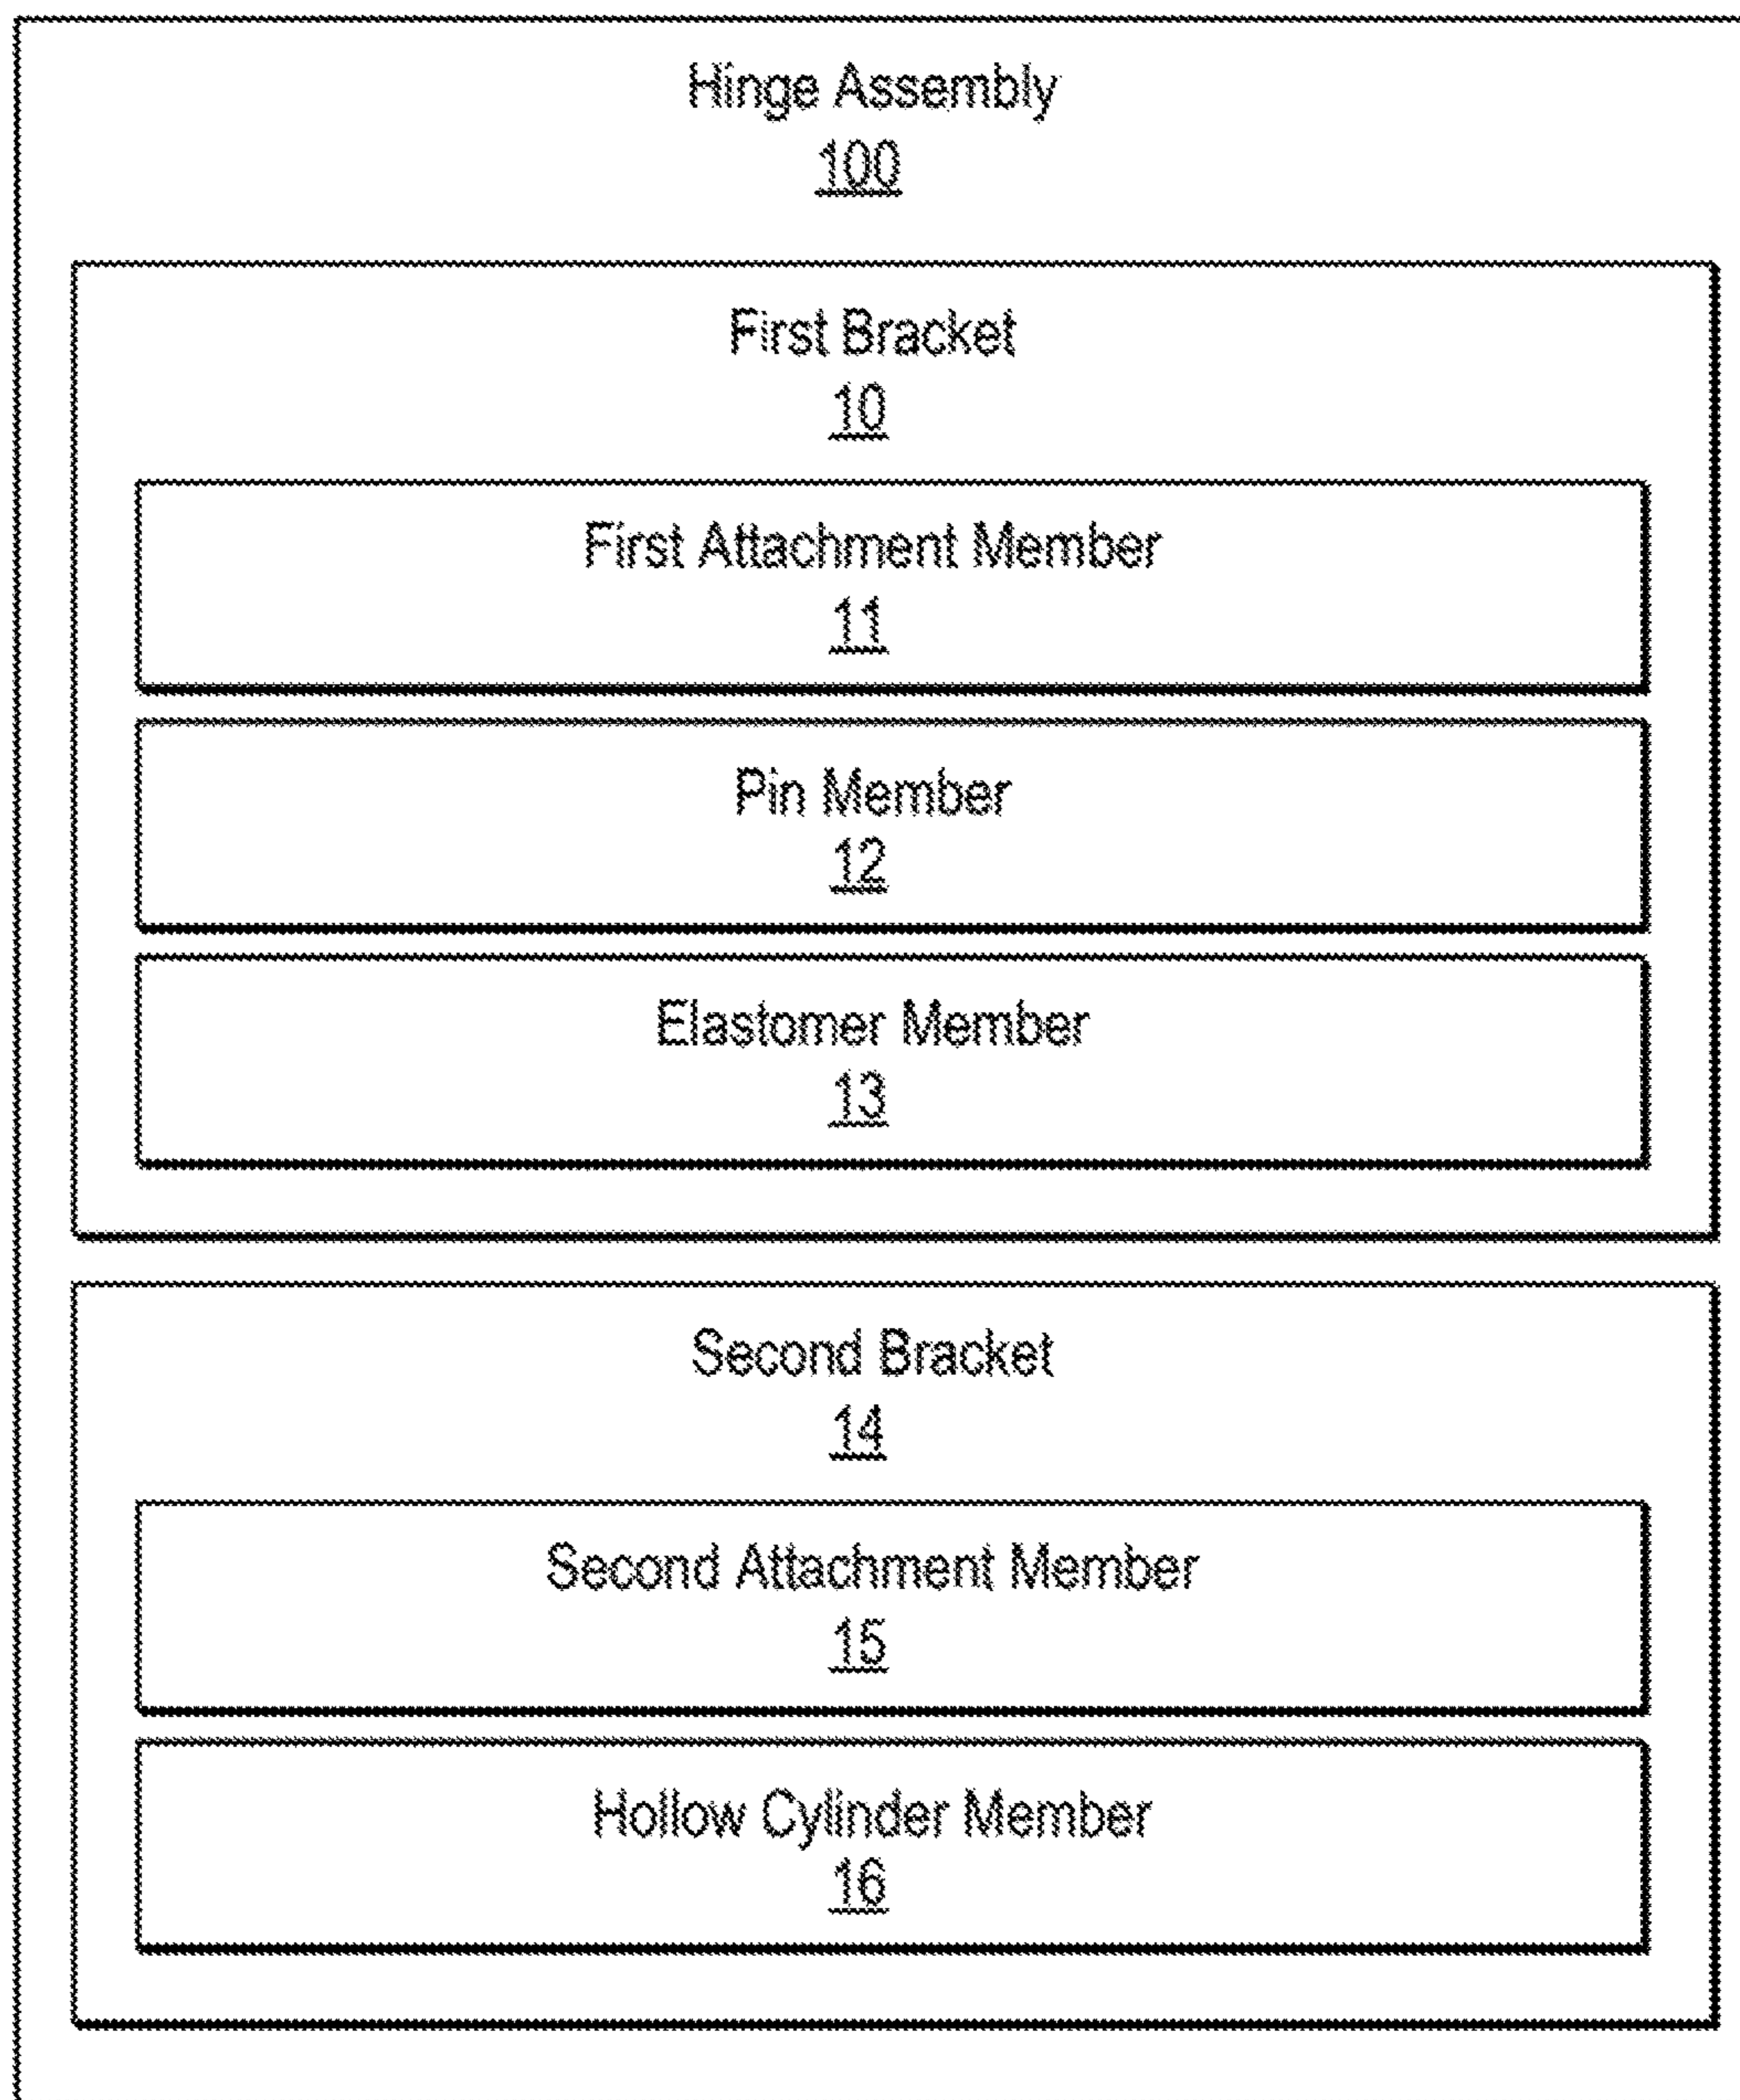 Hinge Assembly
100
First Bracket
10
First Attachment Member
11
Pin Member
12
Elastomer Member
13
Second Bracket
14
Second Attachment Member
15
Hollow Cylinder Member
16